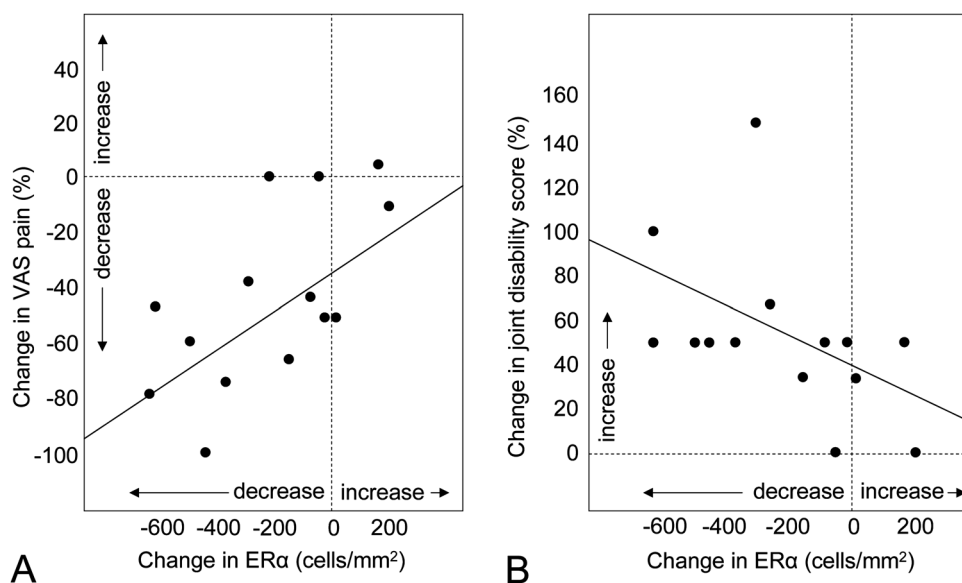 increase
decrease
Change in VAS pain (%)
40
20
0
-20
-40
-60
-80
-100
decrease
increase
-600
-400
-200
0
200
Change in ERα (cells/mm²)
A
Change in joint disability score (%)
160
140
120
100
80
60
40
20
0
increase
decrease
increase
-600
-400
-200
0
200
Change in ERα (cells/mm²)
B